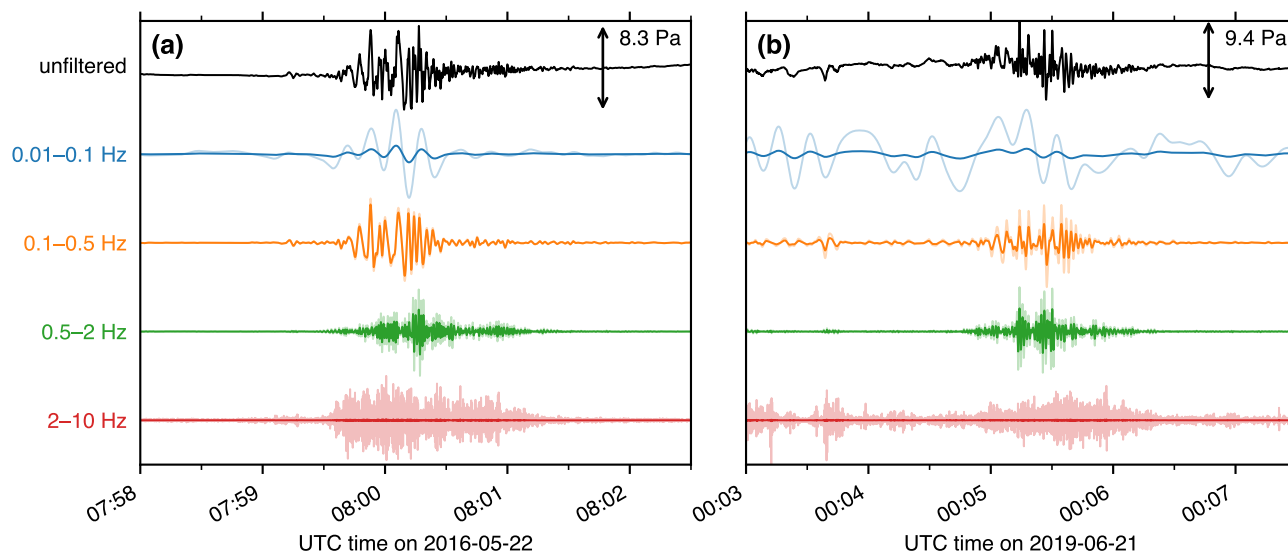 (a)
8.3 Pa
(b)
9.4 Pa
unfiltered
0.01–0.1 Hz
0.1–0.5 Hz
0.5–2 Hz
2–10 Hz
07:58
07:59
08:00
08:01
08:02
00:03
00:04
00:05
00:06
00:07
UTC time on 2016-05-22
UTC time on 2019-06-21